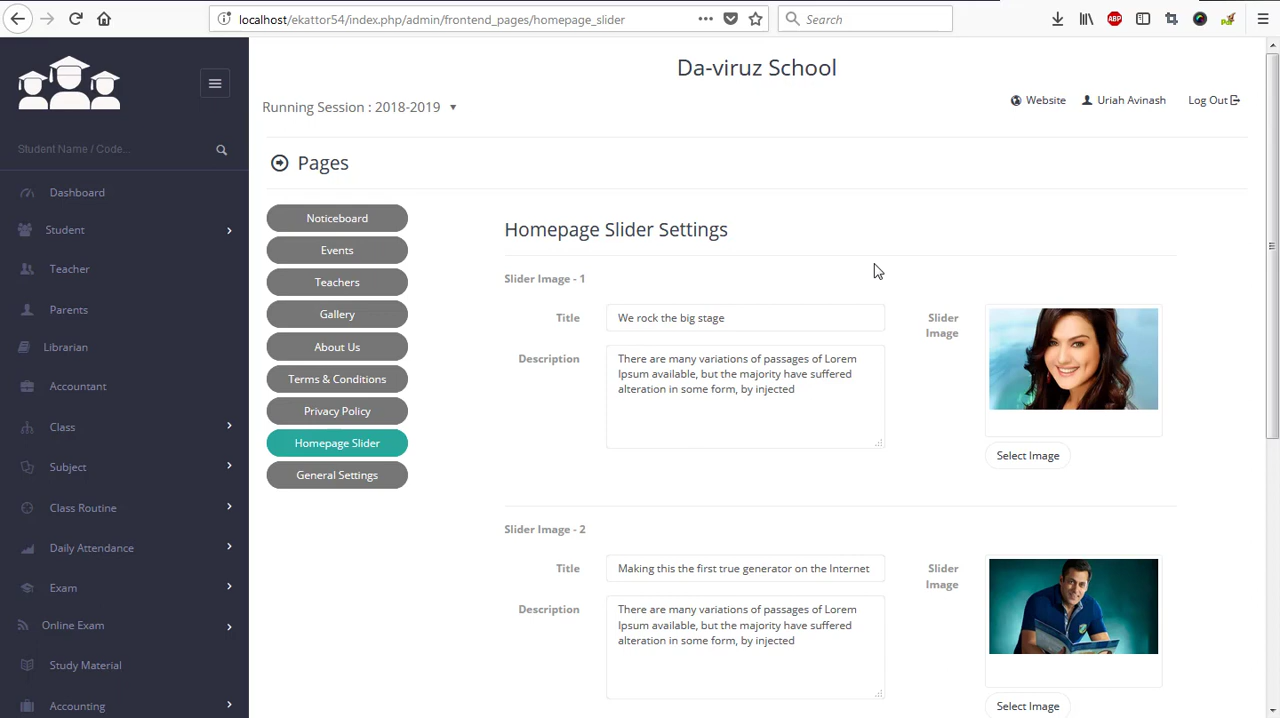 localhost/ekattor54/index.php/admin/frontend_pages/homepage_slider
Search
ABP
Da-viruz School
Running Session : 2018-2019
Website
Uriah Avinash
Log Out
Student Name / Code...
Pages
Dashboard
Student
Teacher
Parents
Librarian
Accountant
Class
Subject
Class Routine
Daily Attendance
Exam
Online Exam
Study Material
Accounting
Noticeboard
Events
Teachers
Gallery
About Us
Terms & Conditions
Privacy Policy
Homepage Slider
General Settings
Homepage Slider Settings
Slider Image - 1
Title
We rock the big stage
Description
There are many variations of passages of Lorem
Ipsum available, but the majority have suffered
alteration in some form, by injected
Slider
Image
Select Image
Slider Image - 2
Title
Making this the first true generator on the Internet
Description
There are many variations of passages of Lorem
Ipsum available, but the majority have suffered
alteration in some form, by injected
Slider
Image
Select Image